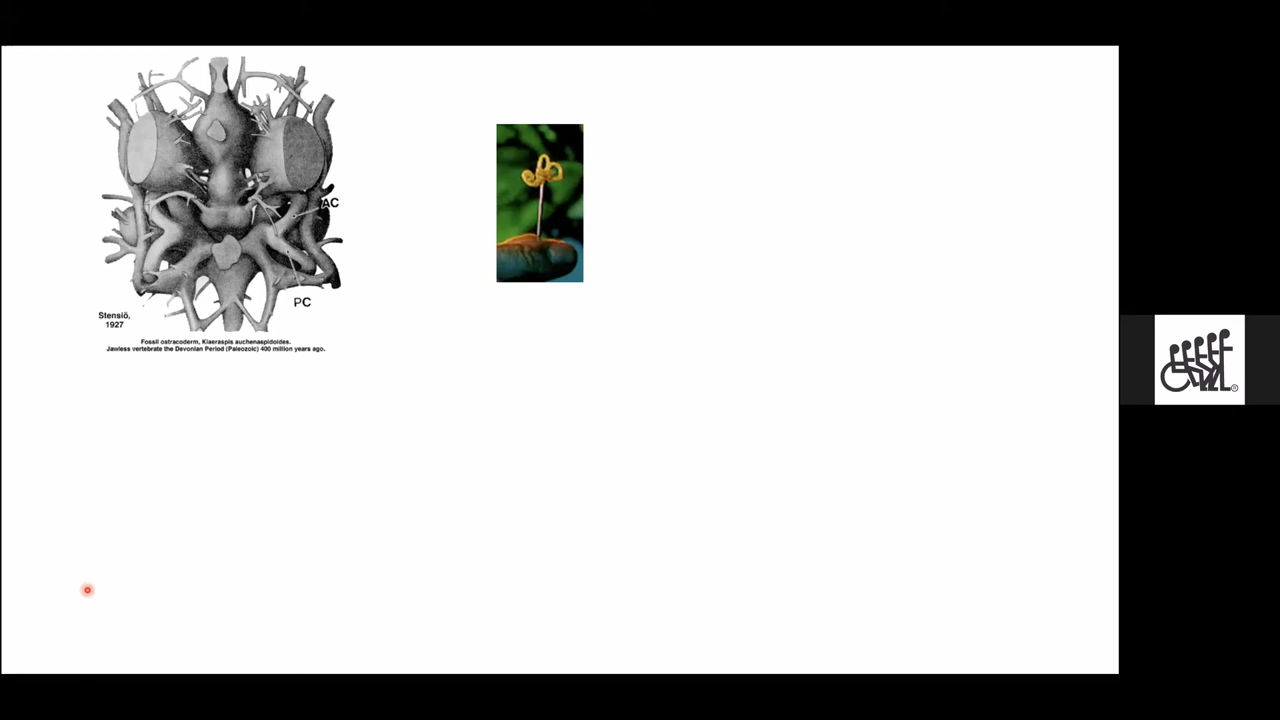 AC
PC
Stensiö,
1927
Fossil ostracoderm, Kiaeraspis auchenaspidoides.
Jawless vertebrate the Devonian Period (Paleozoic) 400 million years ago.
®